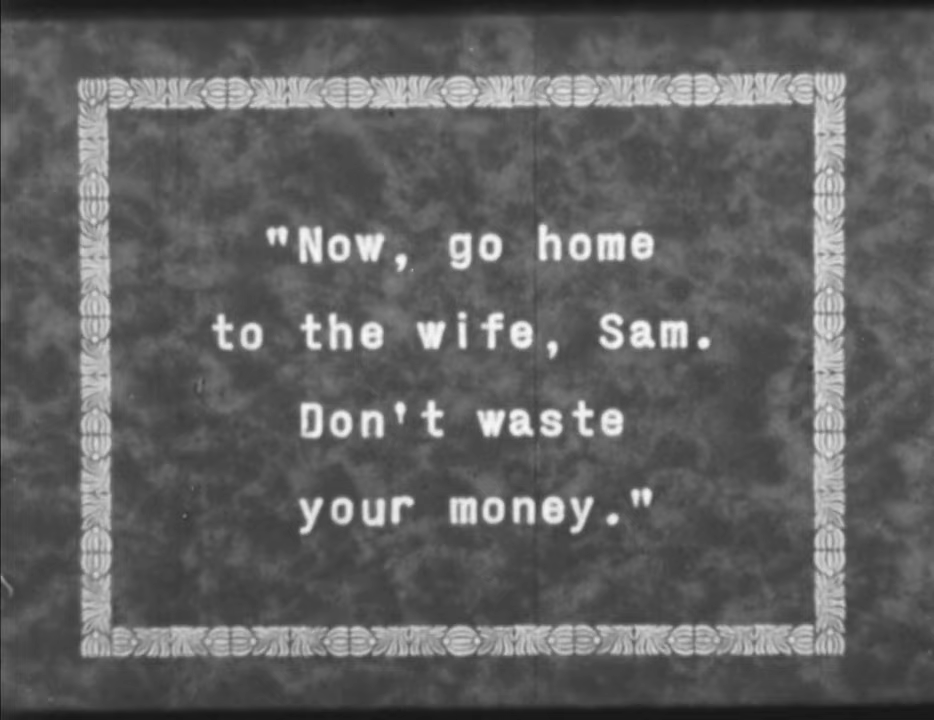 "Now, go home
to the wife, Sam.
Don't waste
your money."